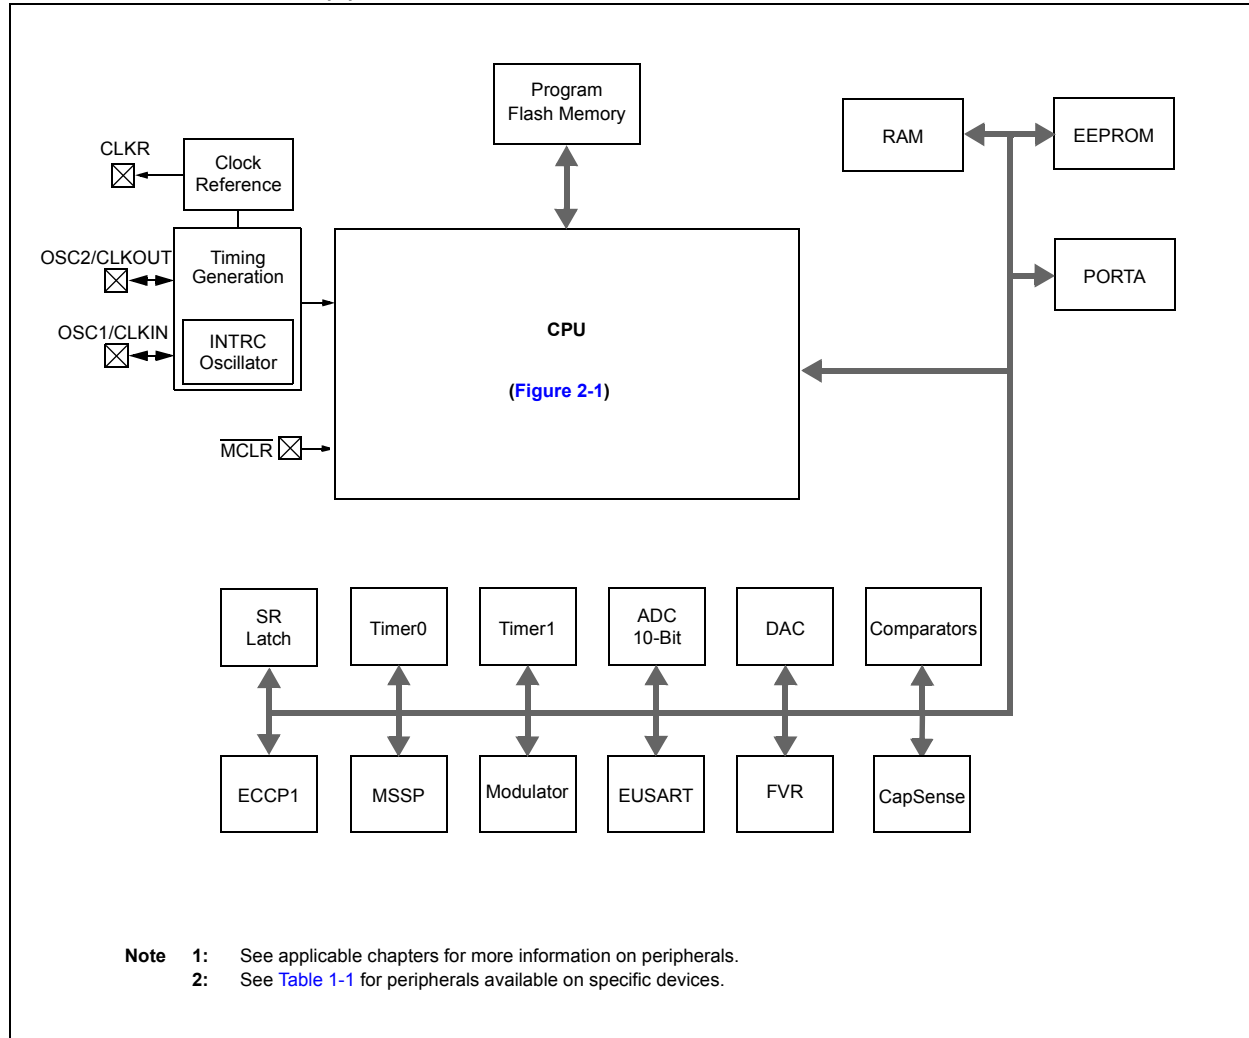 Program
Flash Memory
RAM
EEPROM
CLKR
Clock
Reference
OSC2/CLKOUT
Timing
Generation
PORTA
OSC1/CLKIN
INTRC
Oscillator
CPU
(Figure 2-1)
MCLR
SR
Latch
Timer0
Timer1
ADC
10-Bit
DAC
Comparators
ECCP1
MSSP
Modulator
EUSART
FVR
CapSense
Note 1: See applicable chapters for more information on peripherals.
2: See Table 1-1 for peripherals available on specific devices.